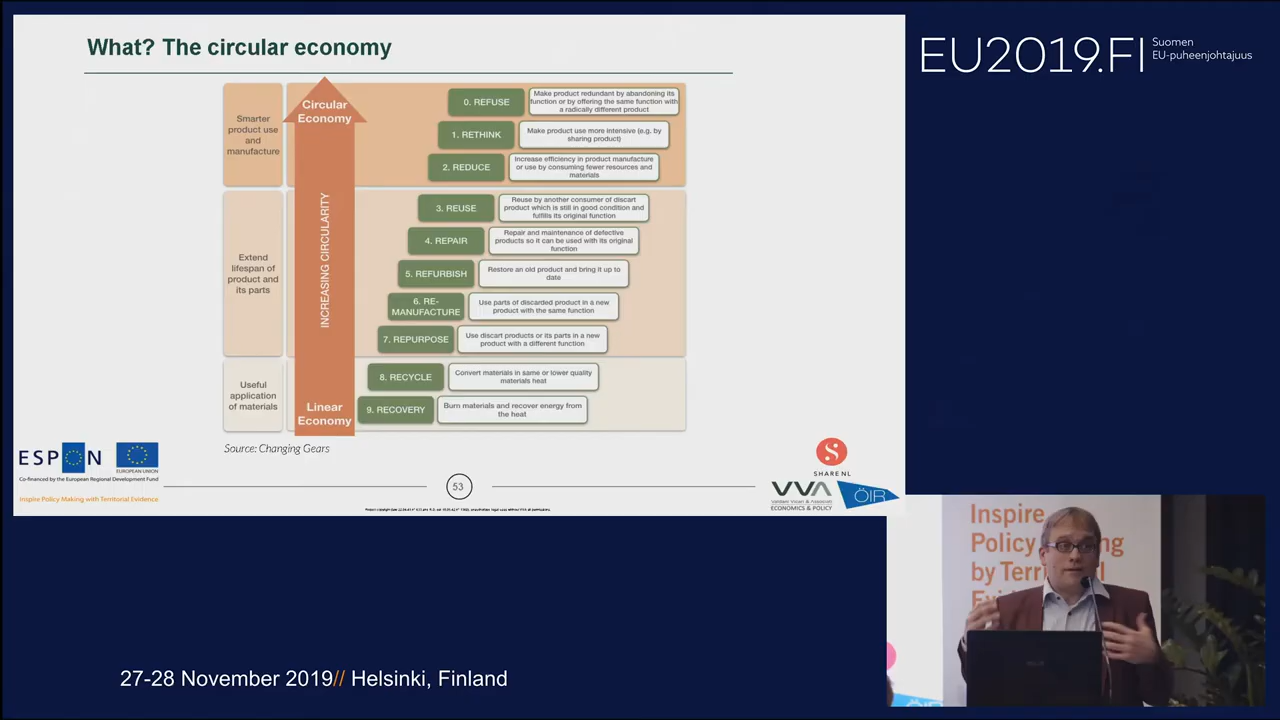 What? The circular economy
EU2019.FI
Suomen
EU-puheenjohtajuus
Smarter
product use
and
manufacture
Circular
Economy
0. REFUSE
Make product redundant by abandoning its
function or by offering the same function with
a radically different product
1. RETHINK
Make product use more intensive (e.g. by
sharing product)
2. REDUCE
Increase efficiency in product manufacture
or use by consuming fewer resources and
materials
INCREASING CIRCULARITY
Extend
lifespan of
product and
its parts
3. REUSE
Reuse by another consumer of discart
product which is still in good condition and
fulfills its original function
4. REPAIR
Repair and maintenance of defective
products so it can be used with its original
function
5. REFURBISH
Restore an old product and bring it up to
date
6. RE-
MANUFACTURE
Use parts of discarded product in a new
product with the same function
7. REPURPOSE
Use discart products or its parts in a new
product with a different function
Useful
application
of materials
8. RECYCLE
Convert materials in same or lower quality
materials heat
Linear
Economy
9. RECOVERY
Burn materials and recover energy from
the heat
Source: Changing Gears
ESPON
EUROPEAN UNION
Co-financed by the European Regional Development Fund
Inspire Policy Making with Territorial Evidence
53
SHARE NL
VVA
ECONOMICS & POLICY
ÖIR
Inspire
Policy
by
27-28 November 2019// Helsinki, Finland